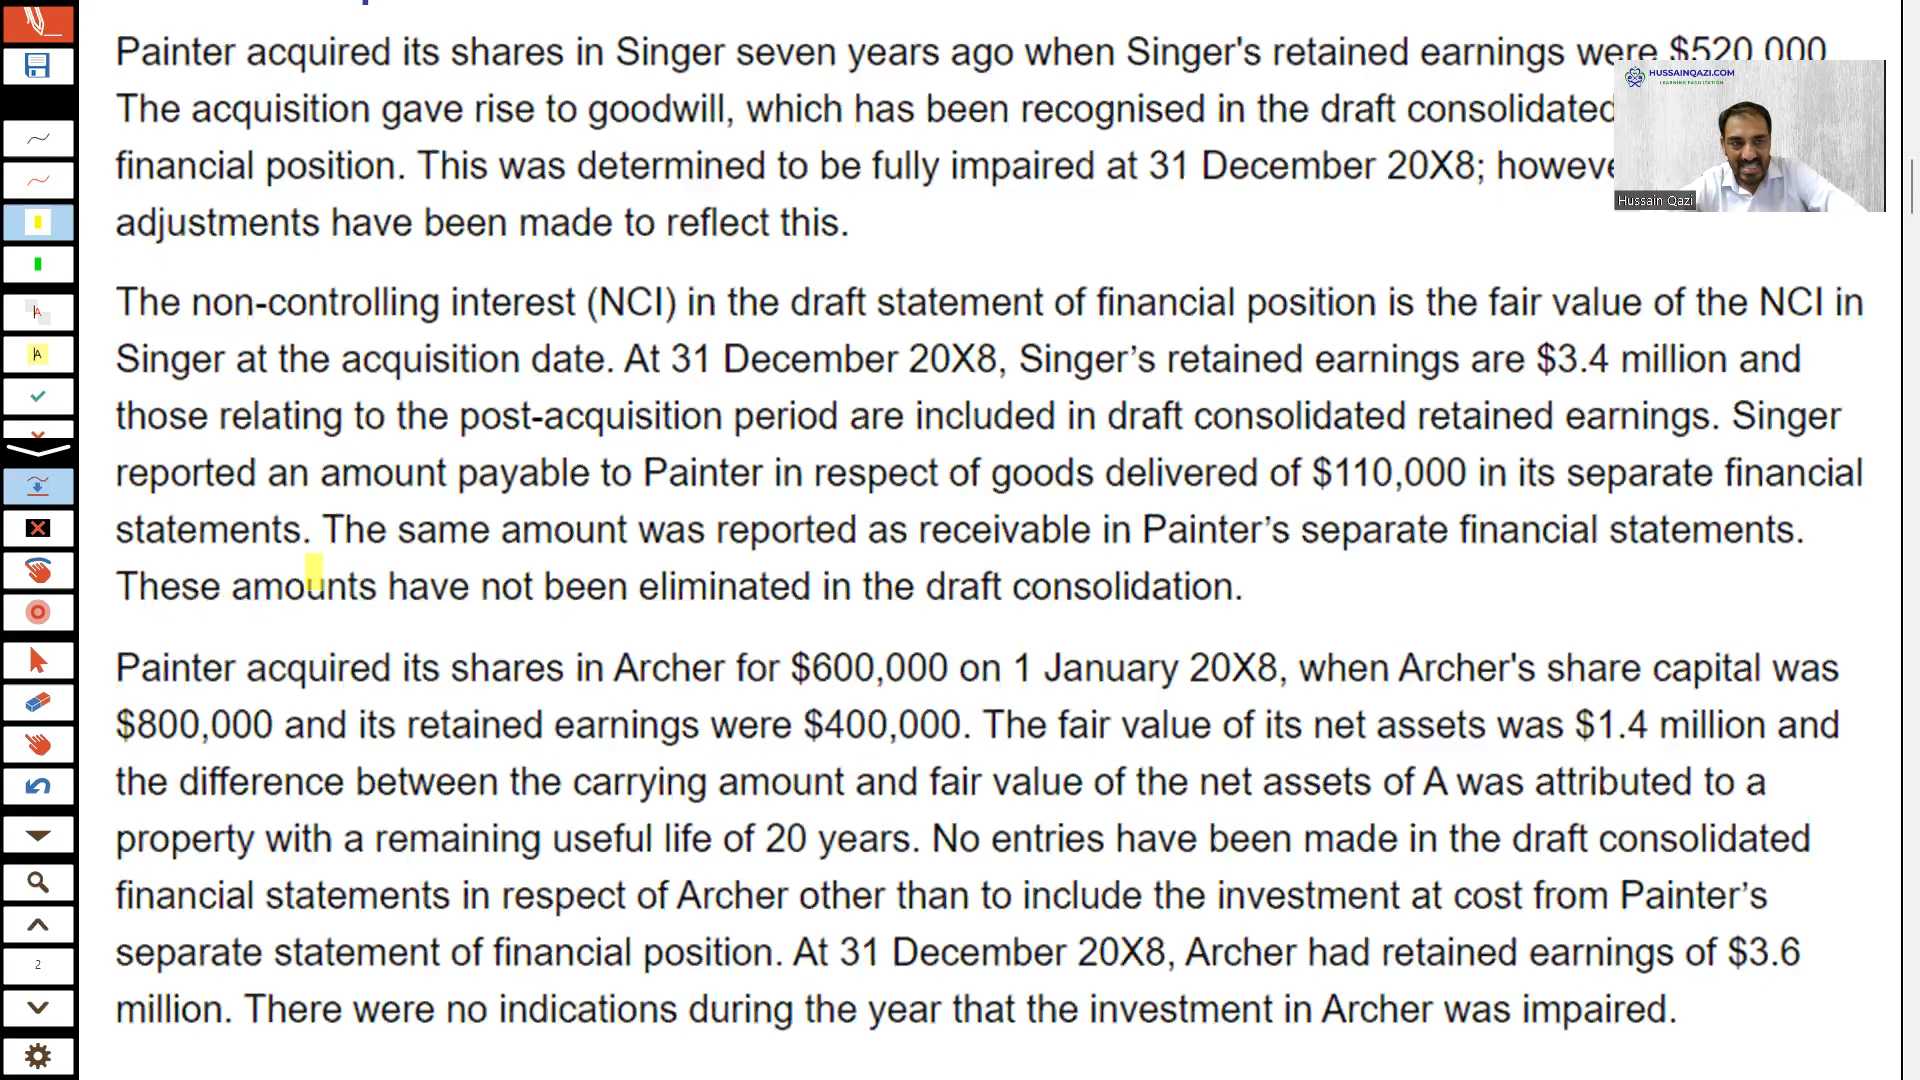 Painter acquired its shares in Singer seven years ago when Singer's retained earnings were $520,000
The acquisition gave rise to goodwill, which has been recognised in the draft consolidated
financial position. This was determined to be fully impaired at 31 December 20X8; howeve
adjustments have been made to reflect this.
HUSSAINQAZI.COM
LEARNING FACILITATION
Hussain Qazi
The non-controlling interest (NCI) in the draft statement of financial position is the fair value of the NCI in
Singer at the acquisition date. At 31 December 20X8, Singer’s retained earnings are $3.4 million and
those relating to the post-acquisition period are included in draft consolidated retained earnings. Singer
reported an amount payable to Painter in respect of goods delivered of $110,000 in its separate financial
statements. The same amount was reported as receivable in Painter’s separate financial statements.
These amounts have not been eliminated in the draft consolidation.
Painter acquired its shares in Archer for $600,000 on 1 January 20X8, when Archer's share capital was
$800,000 and its retained earnings were $400,000. The fair value of its net assets was $1.4 million and
the difference between the carrying amount and fair value of the net assets of A was attributed to a
property with a remaining useful life of 20 years. No entries have been made in the draft consolidated
financial statements in respect of Archer other than to include the investment at cost from Painter’s
separate statement of financial position. At 31 December 20X8, Archer had retained earnings of $3.6
million. There were no indications during the year that the investment in Archer was impaired.
A
A
2